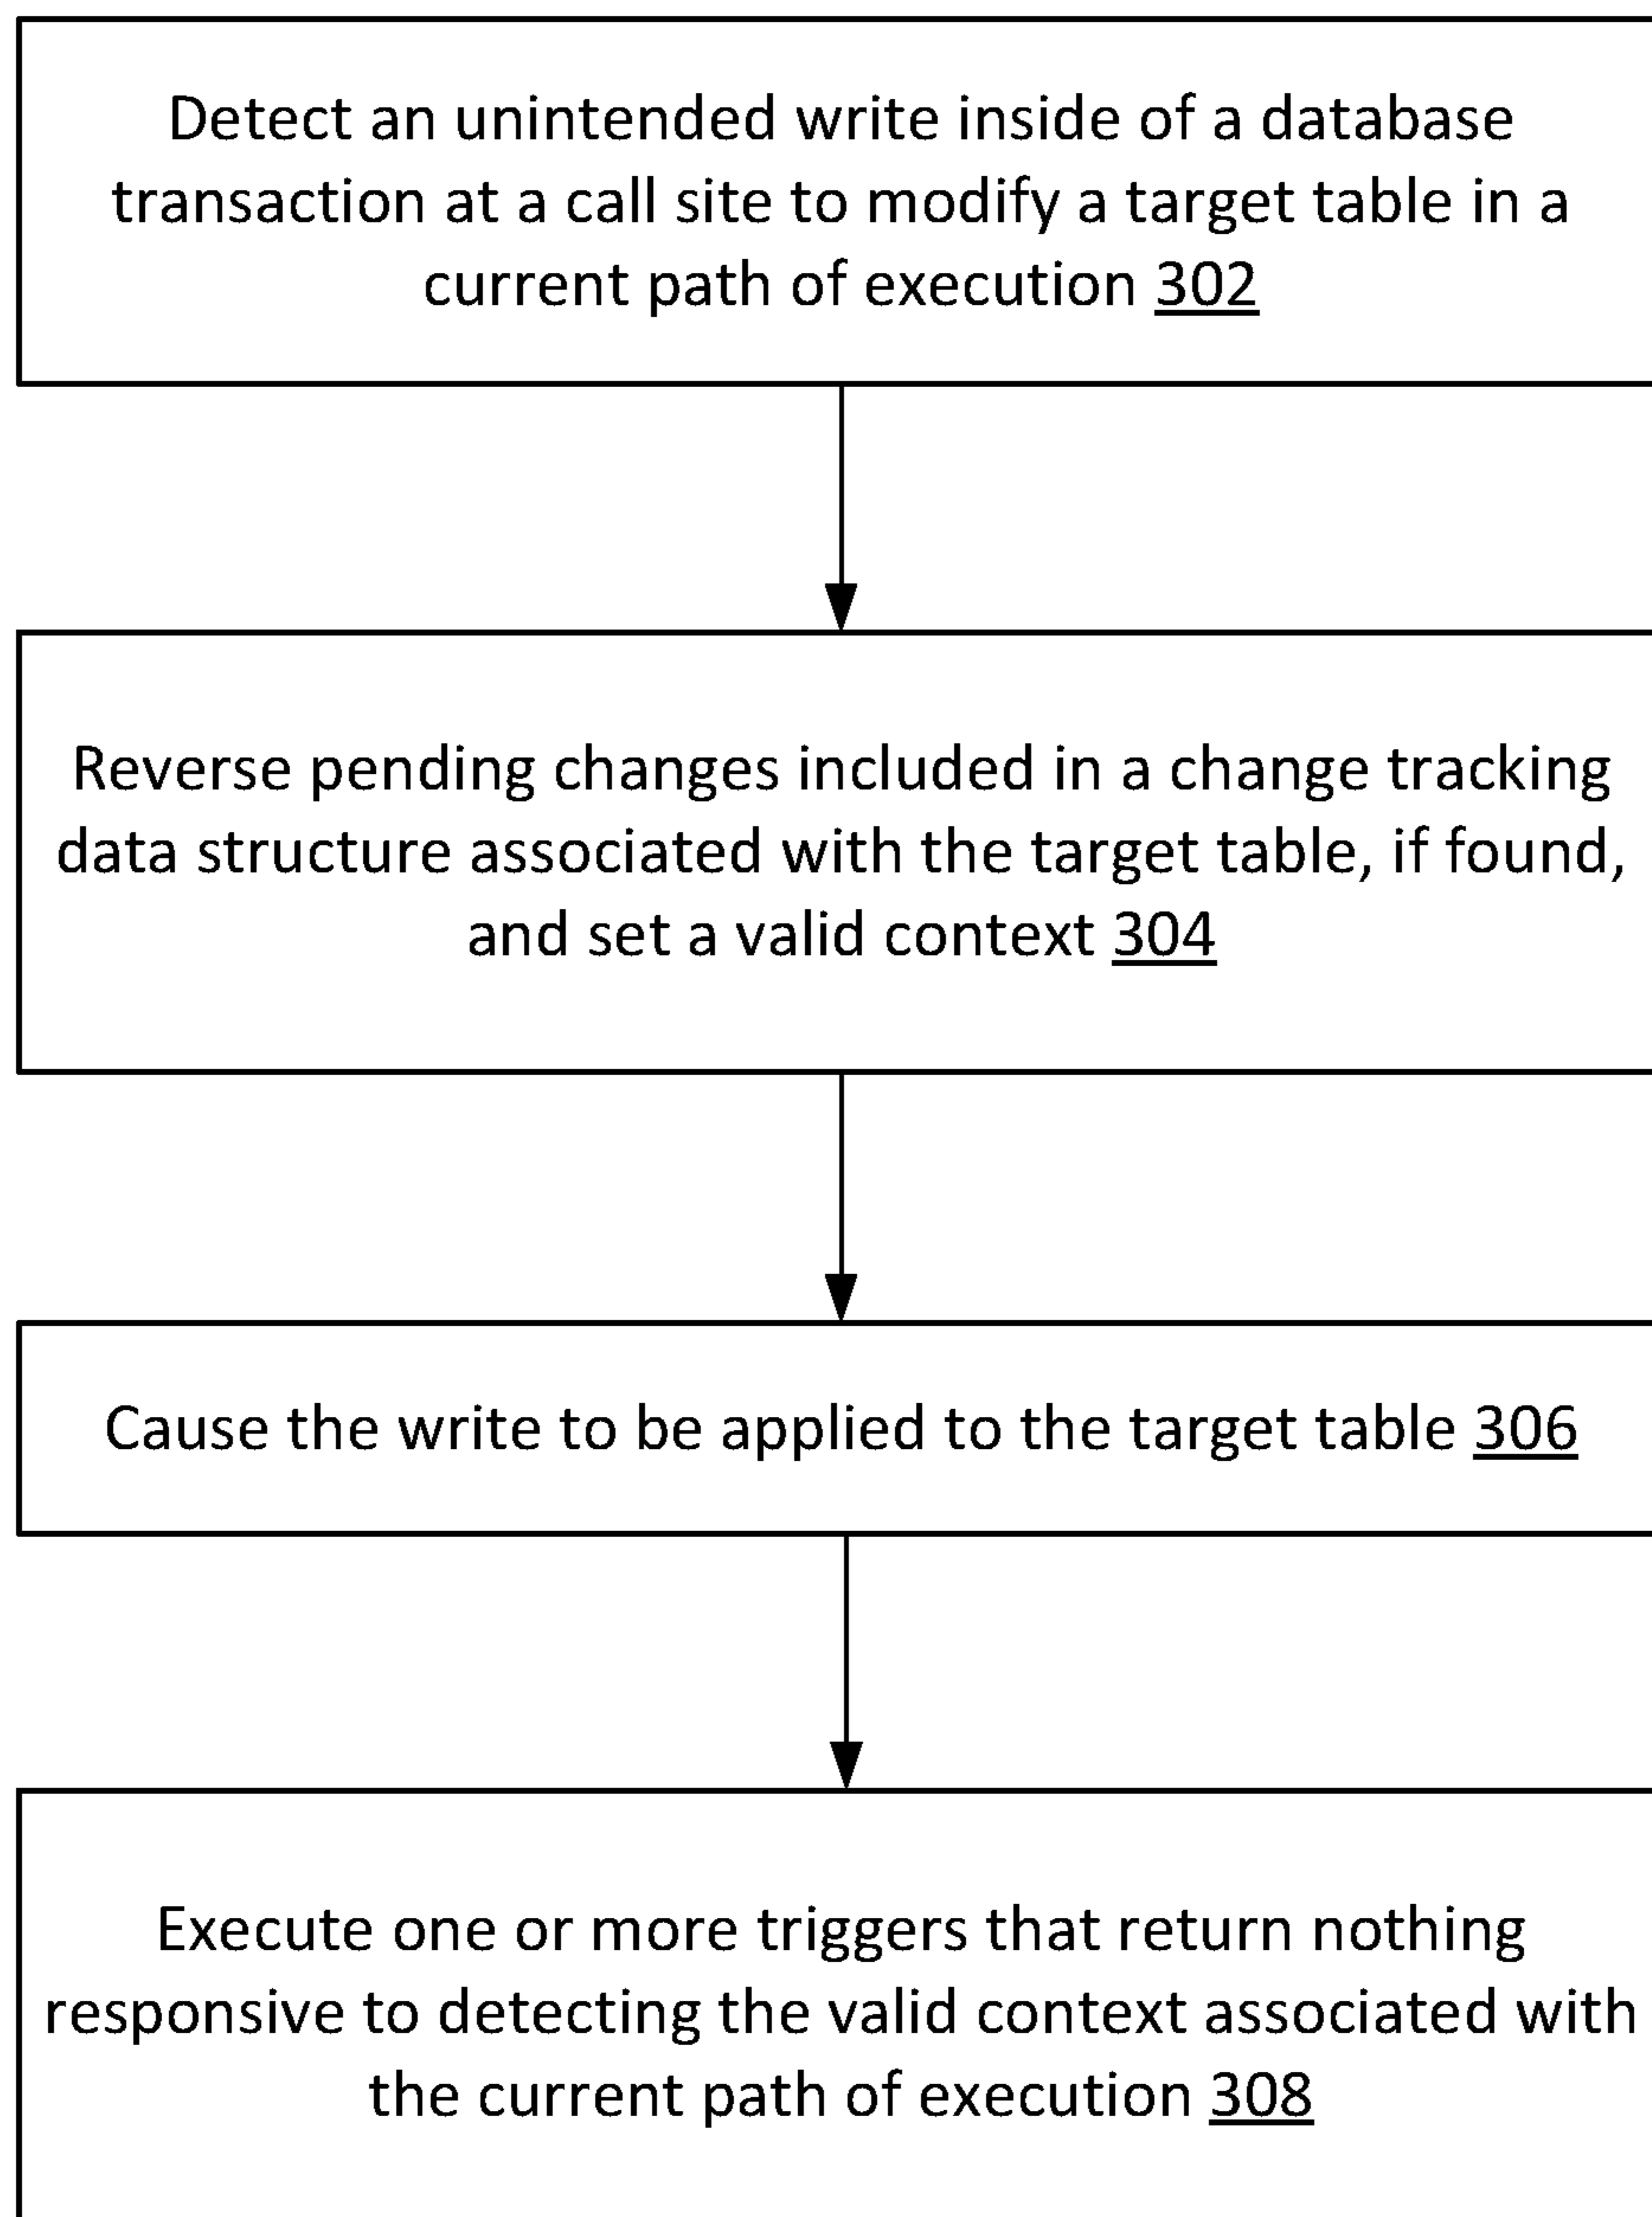 Detect an unintended write inside of a database
transaction at a call site to modify a target table in a
current path of execution 302
Reverse pending changes included in a change tracking
data structure associated with the target table, if found,
and set a valid context 304
Cause the write to be applied to the target table 306
Execute one or more triggers that return nothing
responsive to detecting the valid context associated with
the current path of execution 308